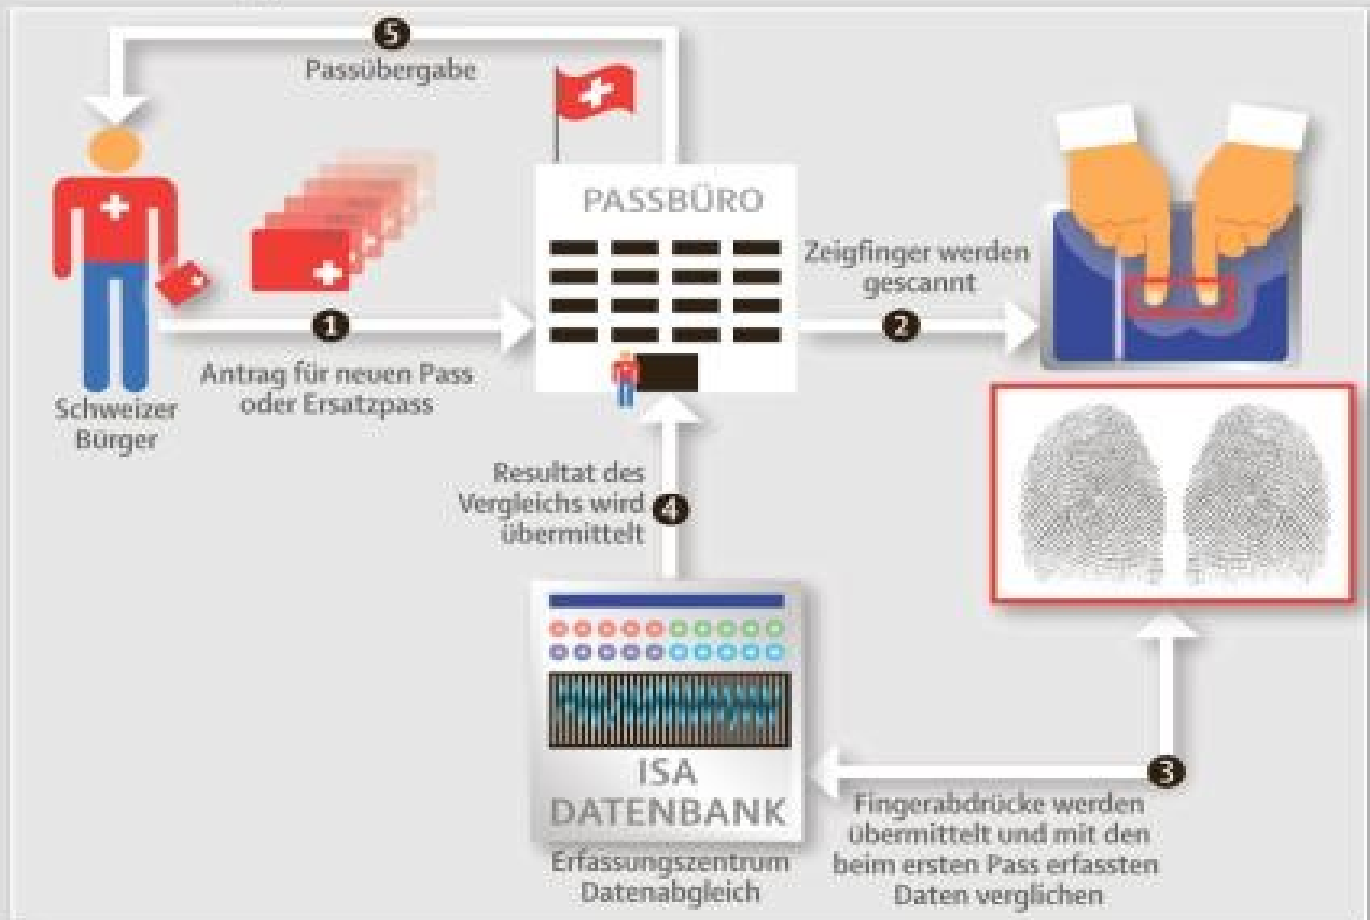 5
Passübergabe
PASSBÜRO
Zeigfinger werden
gescannt
2
1
Antrag für neuen Pass
oder Ersatzpass
Schweizer
Bürger
Resultat des
Vergleichs wird
übermittelt
4
ISA
DATENBANK
Erfassungszentrum
Datenabgleich
3
Fingerabdrücke werden
übermittelt und mit den
beim ersten Pass erfassten
Daten verglichen